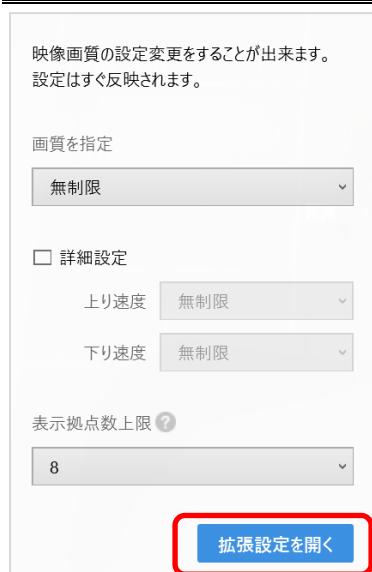 映像画質の設定変更をすることが出来ます。
設定はすぐ反映されます。
画質を指定
無制限
詳細設定
上り速度 無制限
下り速度 無制限
表示拠点数上限 ?
8
拡張設定を開く